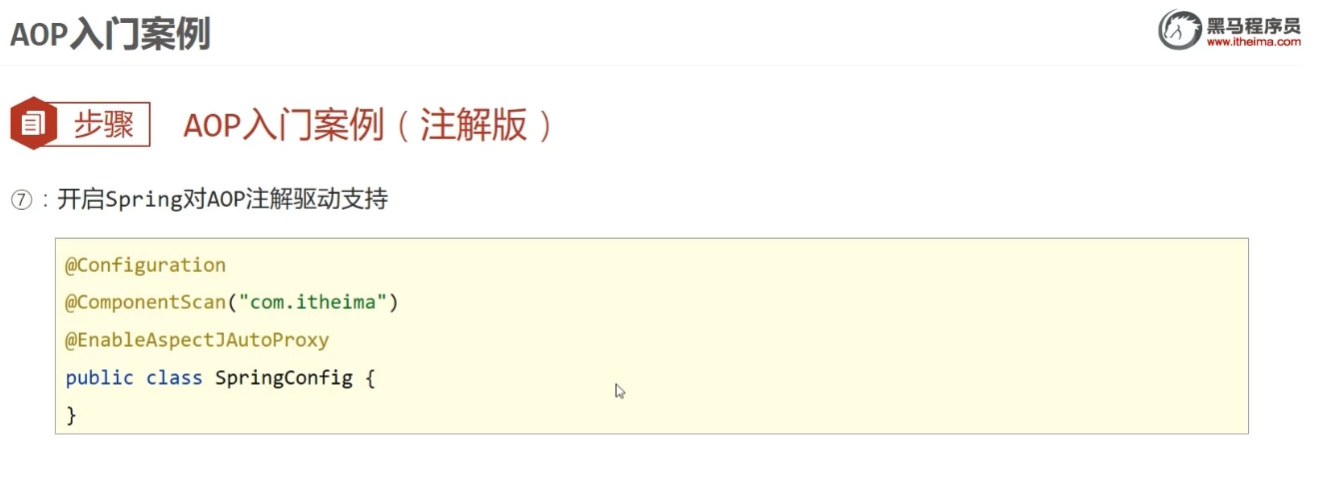 AOP入门案例
黑马程序员
www.itheima.com
步骤
AOP入门案例（注解版）
⑦：开启Spring对AOP注解驱动支持
@Configuration
@ComponentScan("com.itheima")
@EnableAspectJAutoProxy
public class SpringConfig {
}